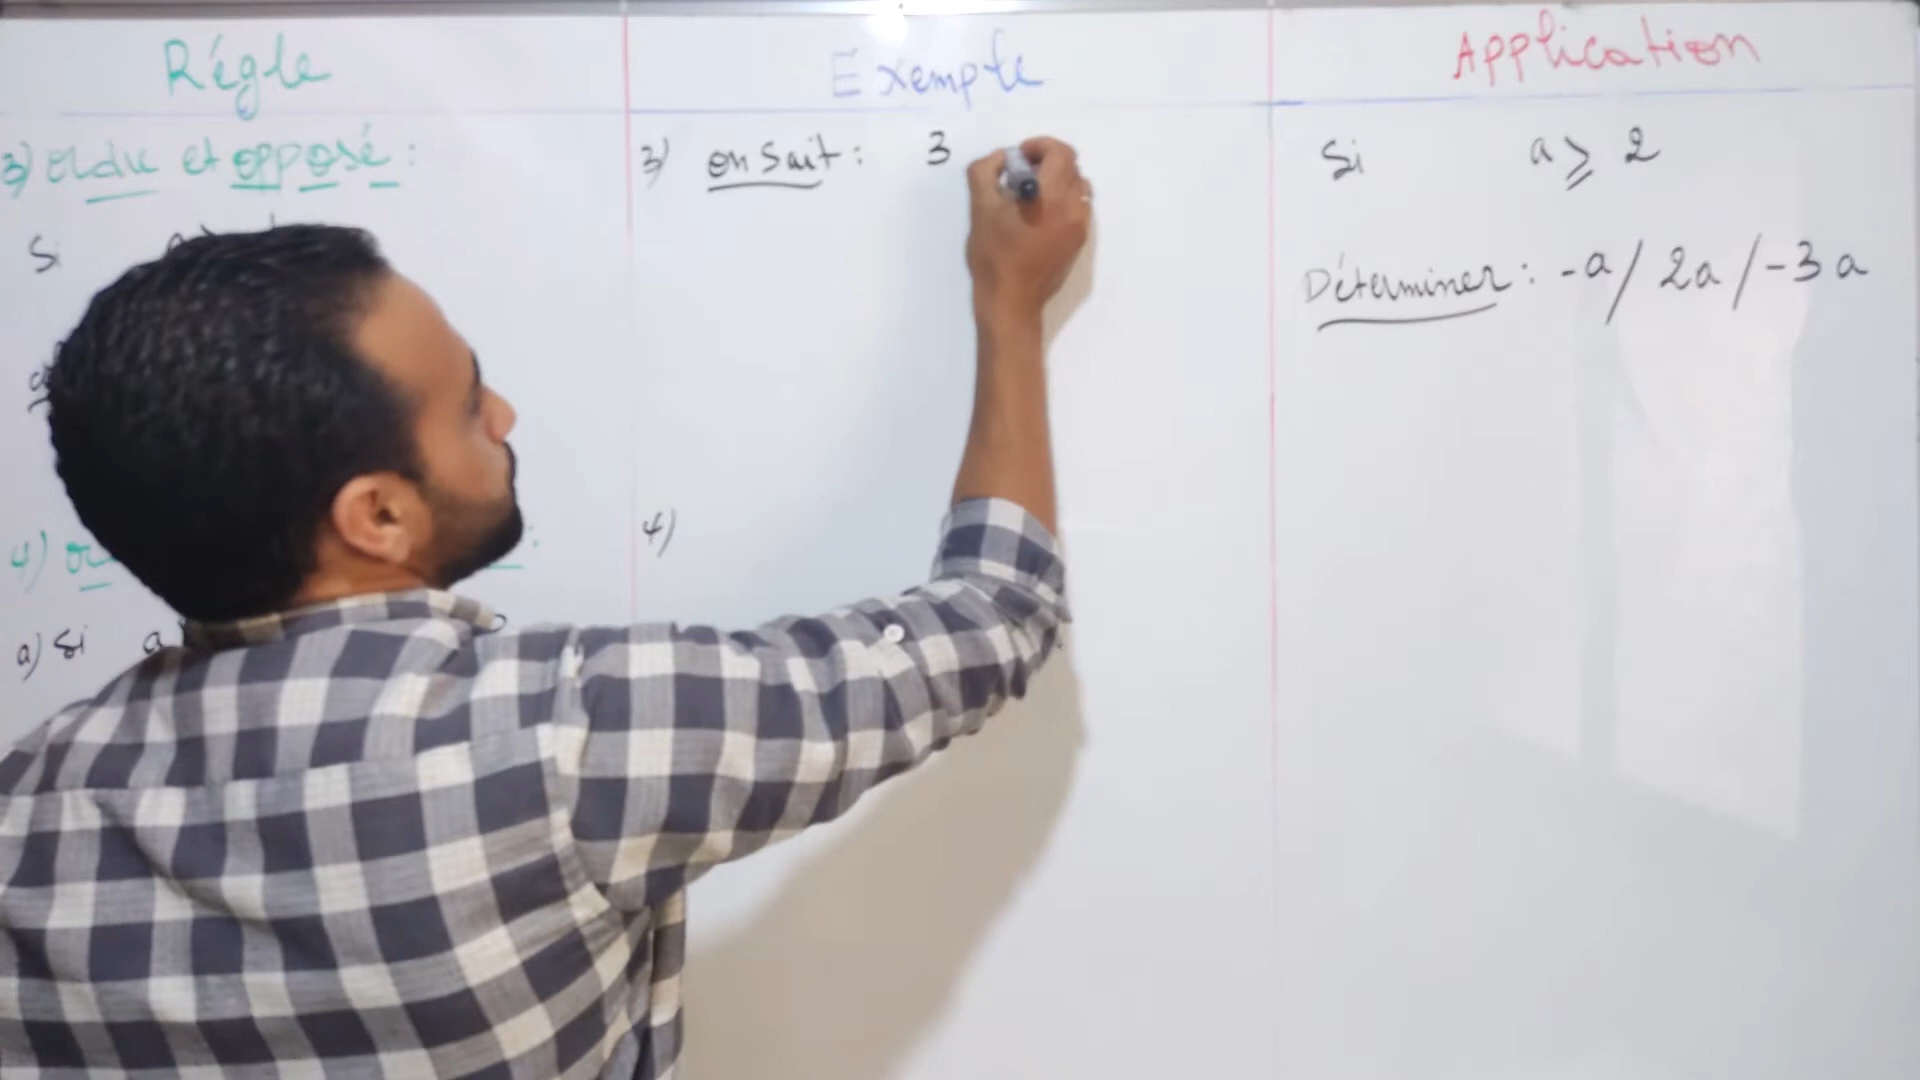 Régle
Exemple
Application
3) Ordre et opposé :
Si
3) on sait : 3
Si a ⩾ 2
Déterminer : -a / 2a / -3a
4)
4)
a) Si a